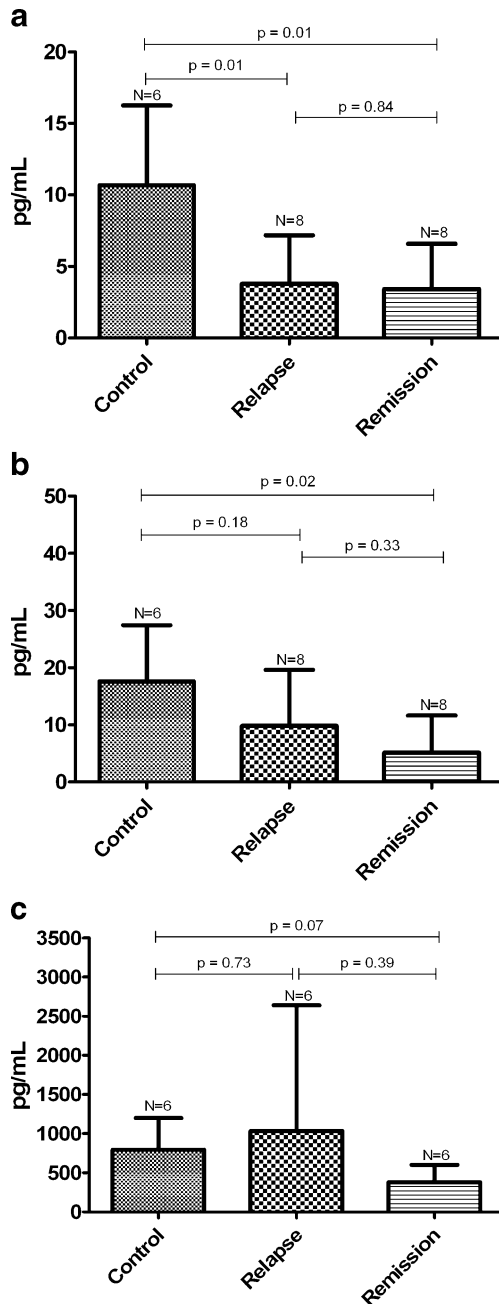 a
p = 0.01
p = 0.01
p = 0.84
20
15
10
5
0
pg/mL
N=6
N=8
N=8
Control
Relapse
Remission
b
p = 0.02
p = 0.18
p = 0.33
50
40
30
20
10
0
pg/mL
N=6
N=8
N=8
Control
Relapse
Remission
c
p = 0.07
p = 0.73
p = 0.39
3500
3000
2500
2000
1500
1000
500
0
pg/mL
N=6
N=6
N=6
Control
Relapse
Remission